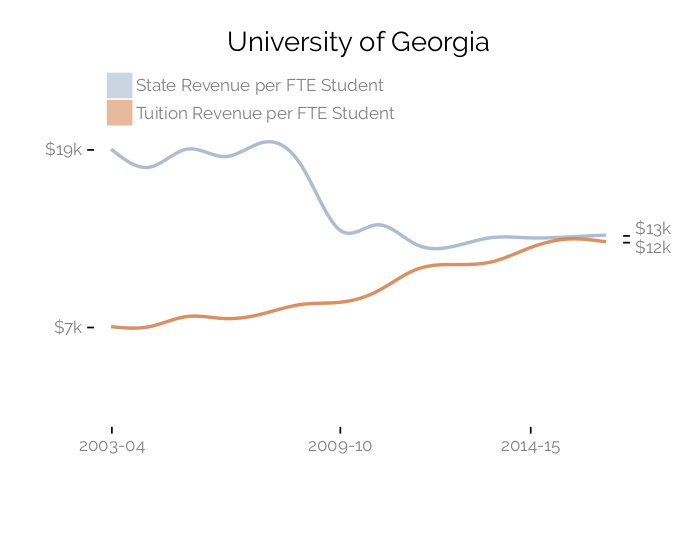 University of Georgia
State Revenue per FTE Student
Tuition Revenue per FTE Student
$19k
$13k
$12k
$7k
2003-04 2009-10 2014-15